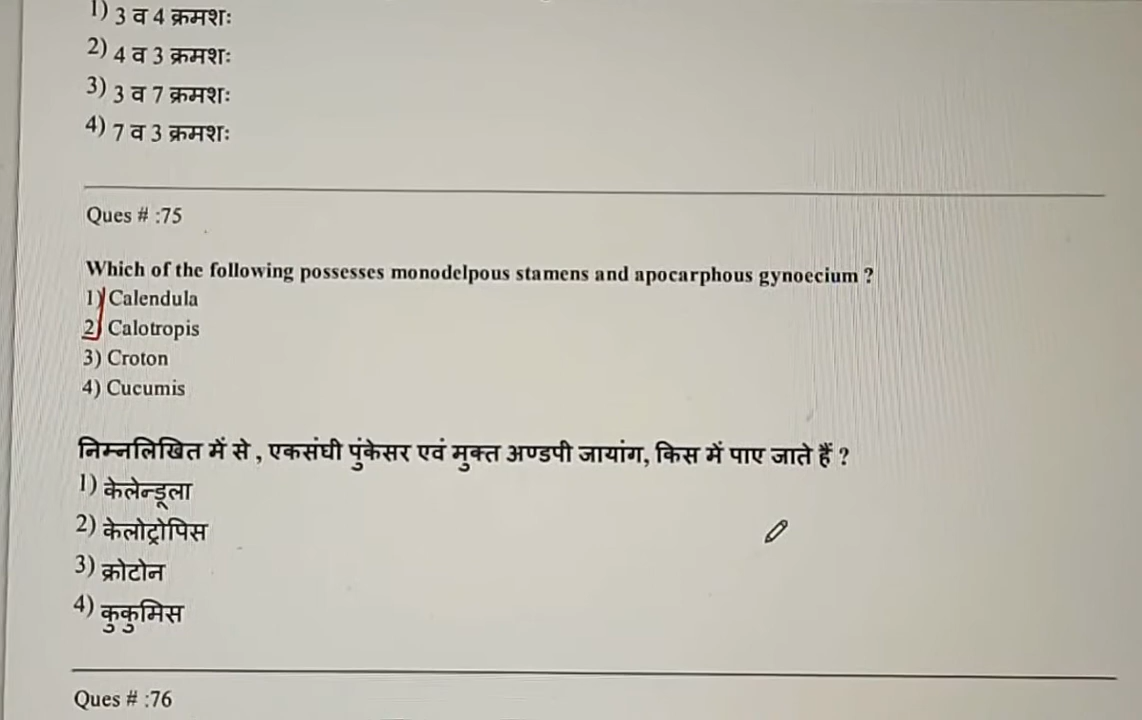 1) 3 व 4 क्रमशः
2) 4 व 3 क्रमशः
3) 3 व 7 क्रमशः
4) 7 व 3 क्रमशः
Ques # :75
Which of the following possesses monodelpous stamens and apocarphous gynoecium ?
1) Calendula
2) Calotropis
3) Croton
4) Cucumis
निम्नलिखित में से , एकसंघी पुंकेसर एवं मुक्त अण्डपी जायांग, किस में पाए जाते हैं ?
1) केलेन्डूला
2) केलोट्रोपिस
3) क्रोटोन
4) कुकुमिस
Ques # :76